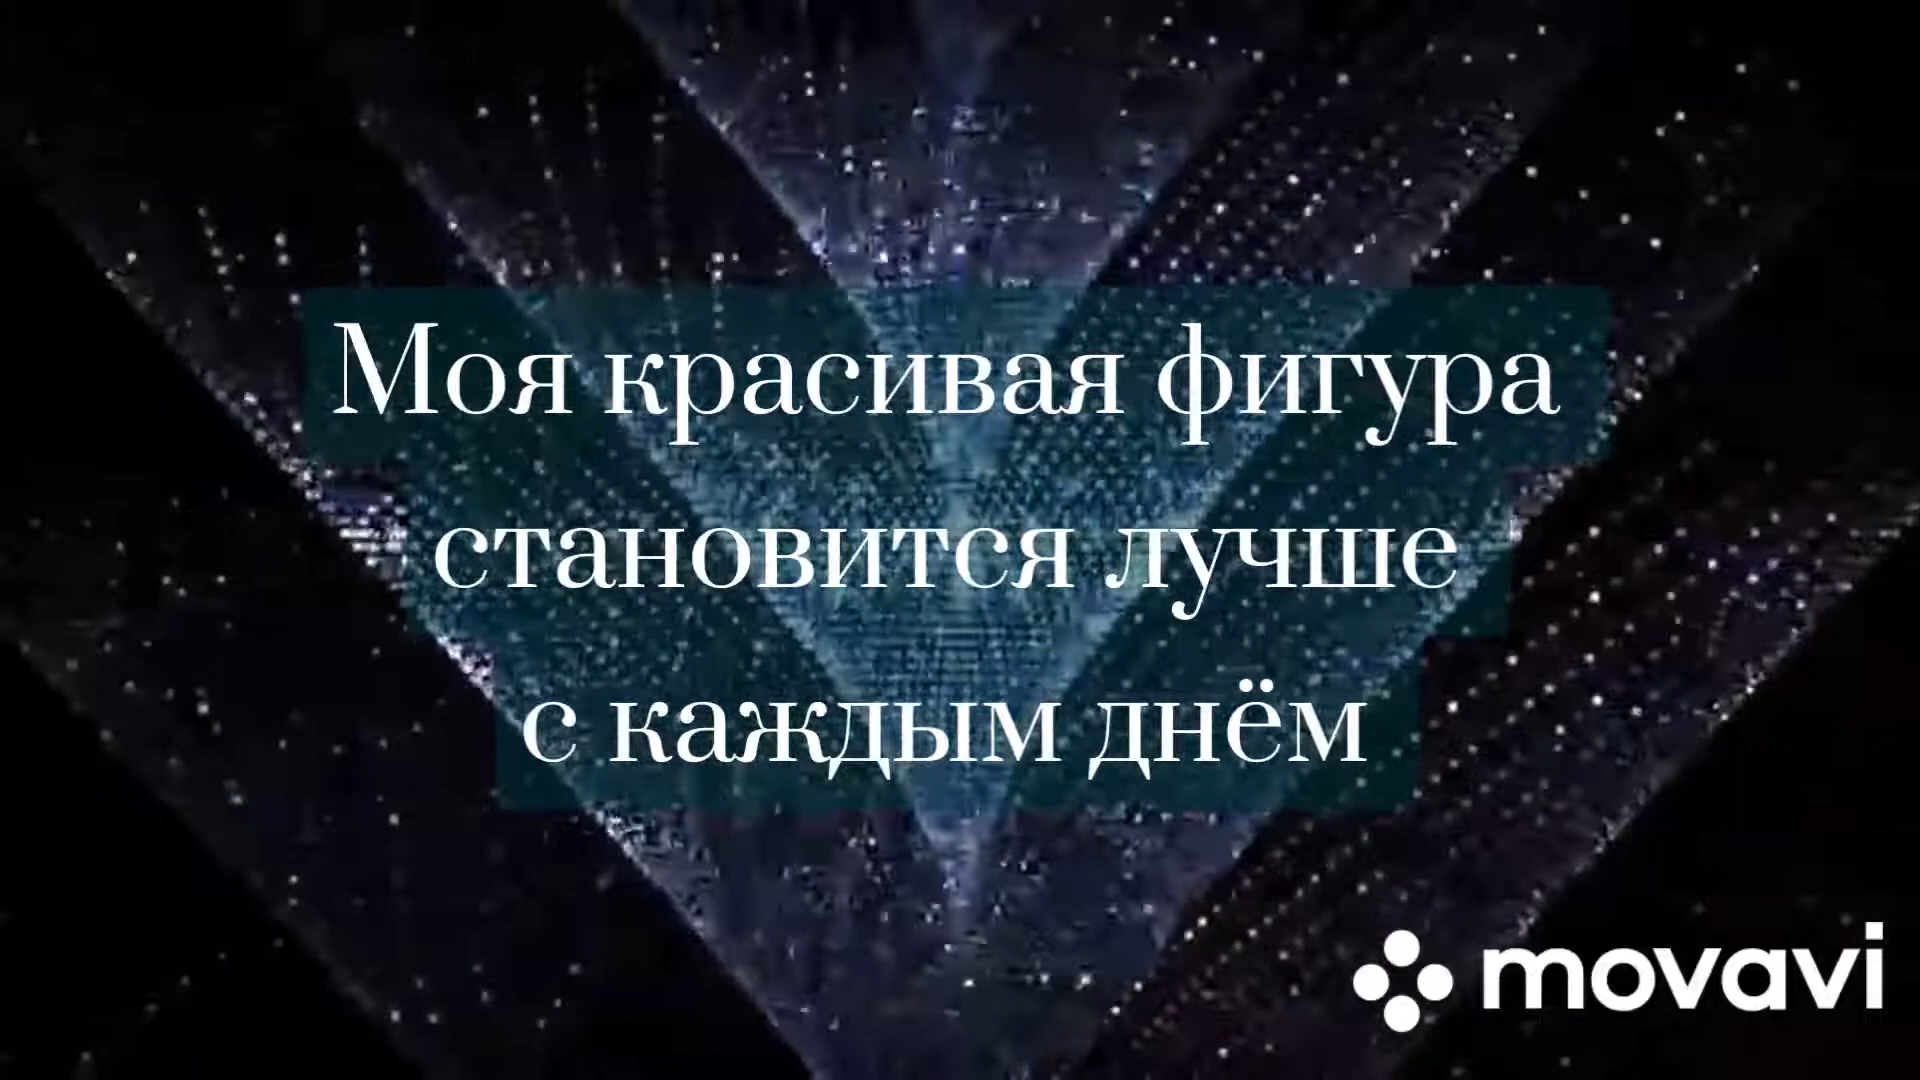 Моя красивая фигура
становится лучше
с каждым днём
movavi